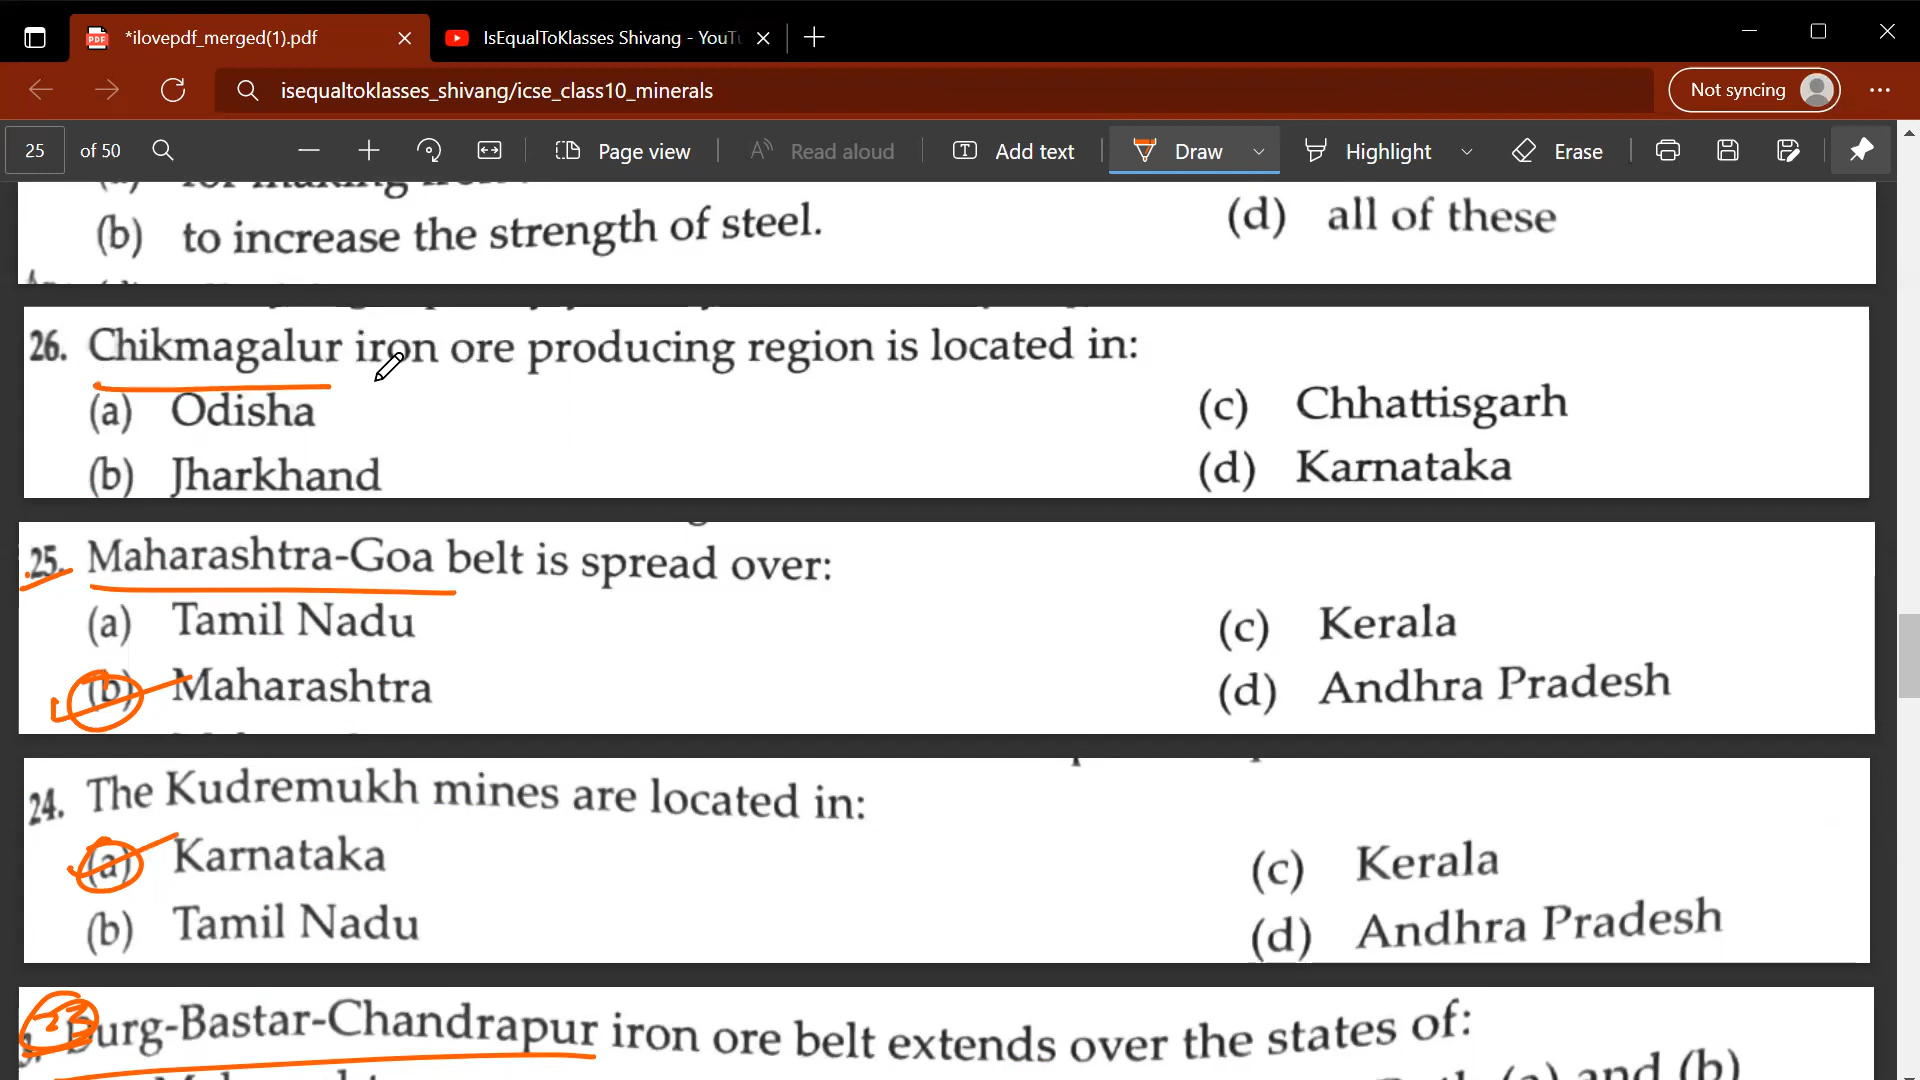 *ilovepdf_merged(1).pdf
IsEqualToKlasses Shivang - YouTu
isequaltoklasses_shivang/icse_class10_minerals
Not syncing
25 of 50
Page view
Read aloud
Add text
Draw
Highlight
Erase
(b) to increase the strength of steel.
(d) all of these
26. Chikmagalur iron ore producing region is located in:
(a) Odisha
(c) Chhattisgarh
(b) Jharkhand
(d) Karnataka
25. Maharashtra-Goa belt is spread over:
(a) Tamil Nadu
(c) Kerala
(b) Maharashtra
(d) Andhra Pradesh
24. The Kudremukh mines are located in:
(a) Karnataka
(c) Kerala
(b) Tamil Nadu
(d) Andhra Pradesh
23
Durg-Bastar-Chandrapur iron ore belt extends over the states of:
(a) and (b)